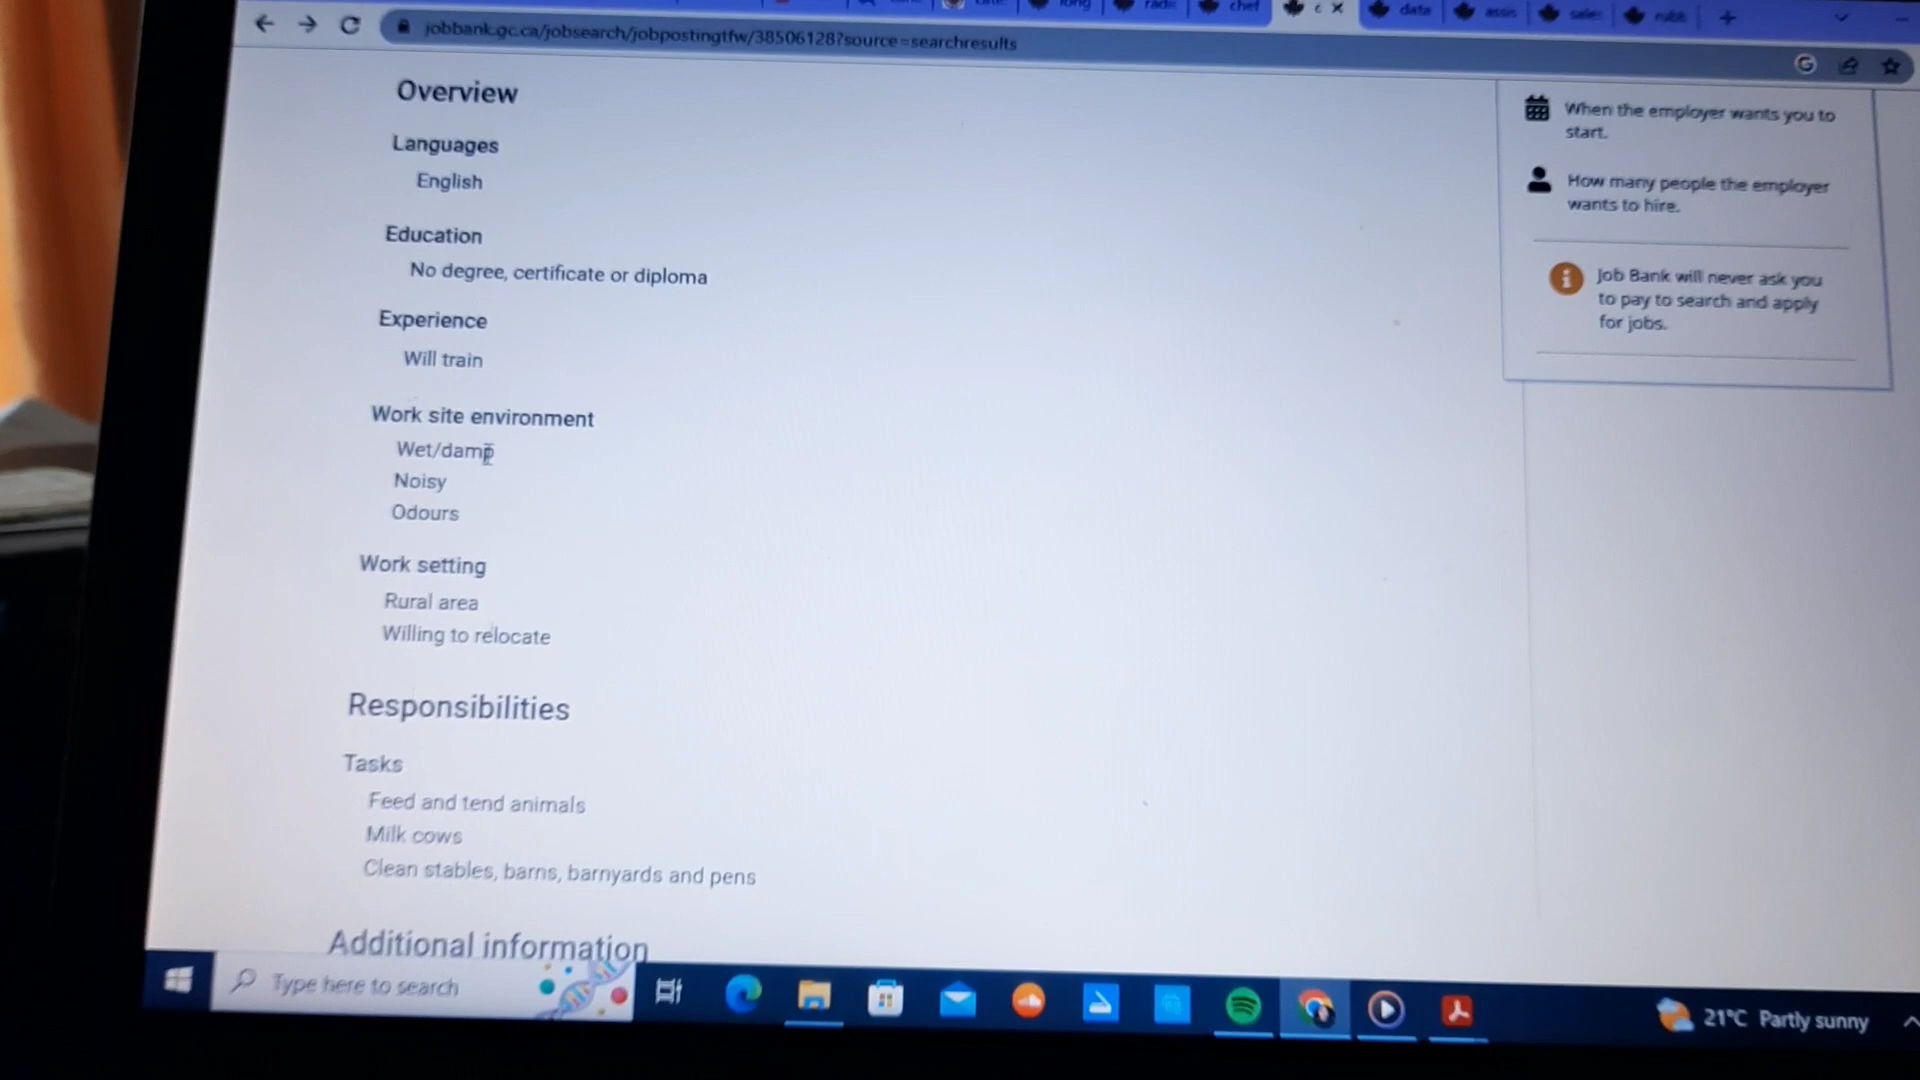 chef
data
assis
sales
jobbank.gc.ca/jobsearch/jobpostingtfw/38506128?source=searchresults
Overview
Languages
English
Education
No degree, certificate or diploma
Experience
Will train
Work site environment
Wet/damp
Noisy
Odours
Work setting
Rural area
Willing to relocate
Responsibilities
Tasks
Feed and tend animals
Milk cows
Clean stables, barns, barnyards and pens
Additional information
When the employer wants you to
start.
How many people the employer
wants to hire.
Job Bank will never ask you
to pay to search and apply
for jobs.
Type here to search
21°C Partly sunny